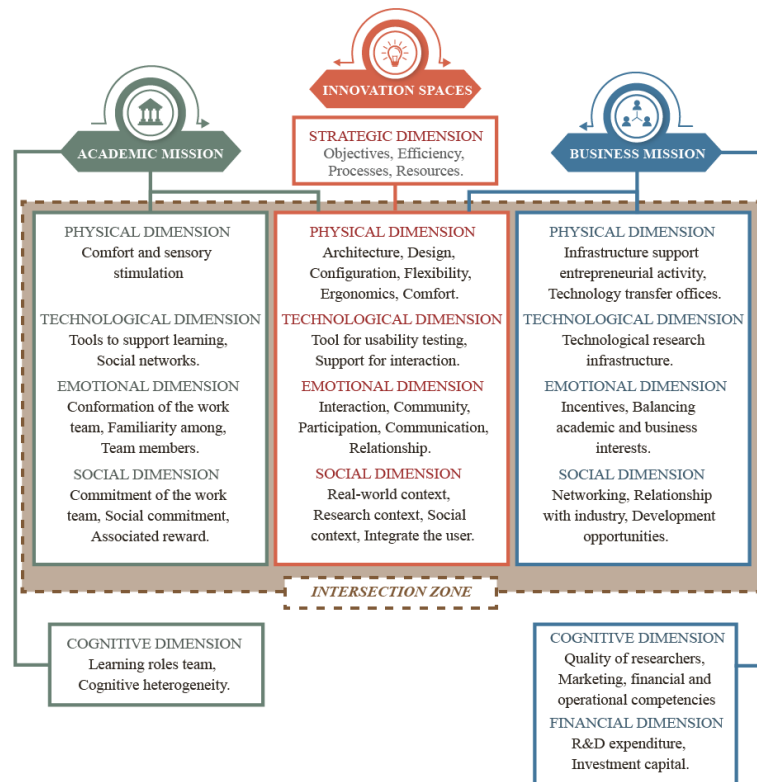 INNOVATION SPACES
STRATEGIC DIMENSION
Objectives, Efficiency,
Processes, Resources.
ACADEMIC MISSION
BUSINESS MISSION
PHYSICAL DIMENSION
Comfort and sensory
stimulation
TECHNOLOGICAL DIMENSION
Tools to support learning,
Social networks.
EMOTIONAL DIMENSION
Conformation of the work
team, Familiarity among,
Team members.
SOCIAL DIMENSION
Commitment of the work
team, Social commitment,
Associated reward.
PHYSICAL DIMENSION
Architecture, Design,
Configuration, Flexibility,
Ergonomics, Comfort.
TECHNOLOGICAL DIMENSION
Tool for usability testing,
Support for interaction.
EMOTIONAL DIMENSION
Interaction, Community,
Participation, Communication,
Relationship.
SOCIAL DIMENSION
Real-world context,
Research context, Social
context, Integrate the user.
PHYSICAL DIMENSION
Infrastructure support
entrepreneurial activity,
Technology transfer offices.
TECHNOLOGICAL DIMENSION
Technological research
infrastructure.
EMOTIONAL DIMENSION
Incentives, Balancing
academic and business
interests.
SOCIAL DIMENSION
Networking, Relationship
with industry, Development
opportunities.
INTERSECTION ZONE
COGNITIVE DIMENSION
Learning roles team,
Cognitive heterogeneity.
COGNITIVE DIMENSION
Quality of researchers,
Marketing, financial and
operational competencies
FINANCIAL DIMENSION
R&D expenditure,
Investment capital.